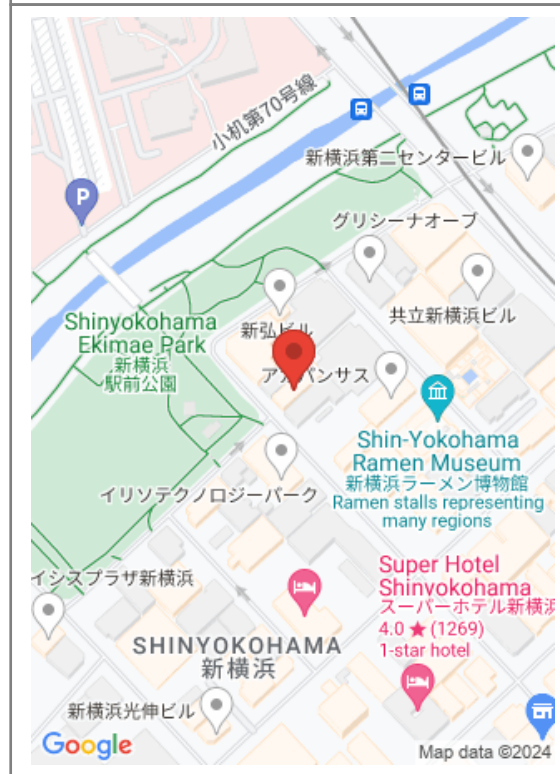 小机第70号線
P
新横浜第二センタービル
グリシーナオーブ
新弘ビル
共立新横浜ビル
Shinyokohama
Ekimae Park
新横浜
駅前公園
Shin-Yokohama
Ramen Museum
新横浜ラーメン博物館
Ramen stalls representing
many regions
イリソテクノロジーパーク
Super Hotel
Shinyokohama
スーパーホテル新横浜
4.0 ★ (1269)
1-star hotel
イシスプラザ新横浜
SHINYOKOHAMA
新横浜
新横浜光伸ビル
Google
Map data ©2024